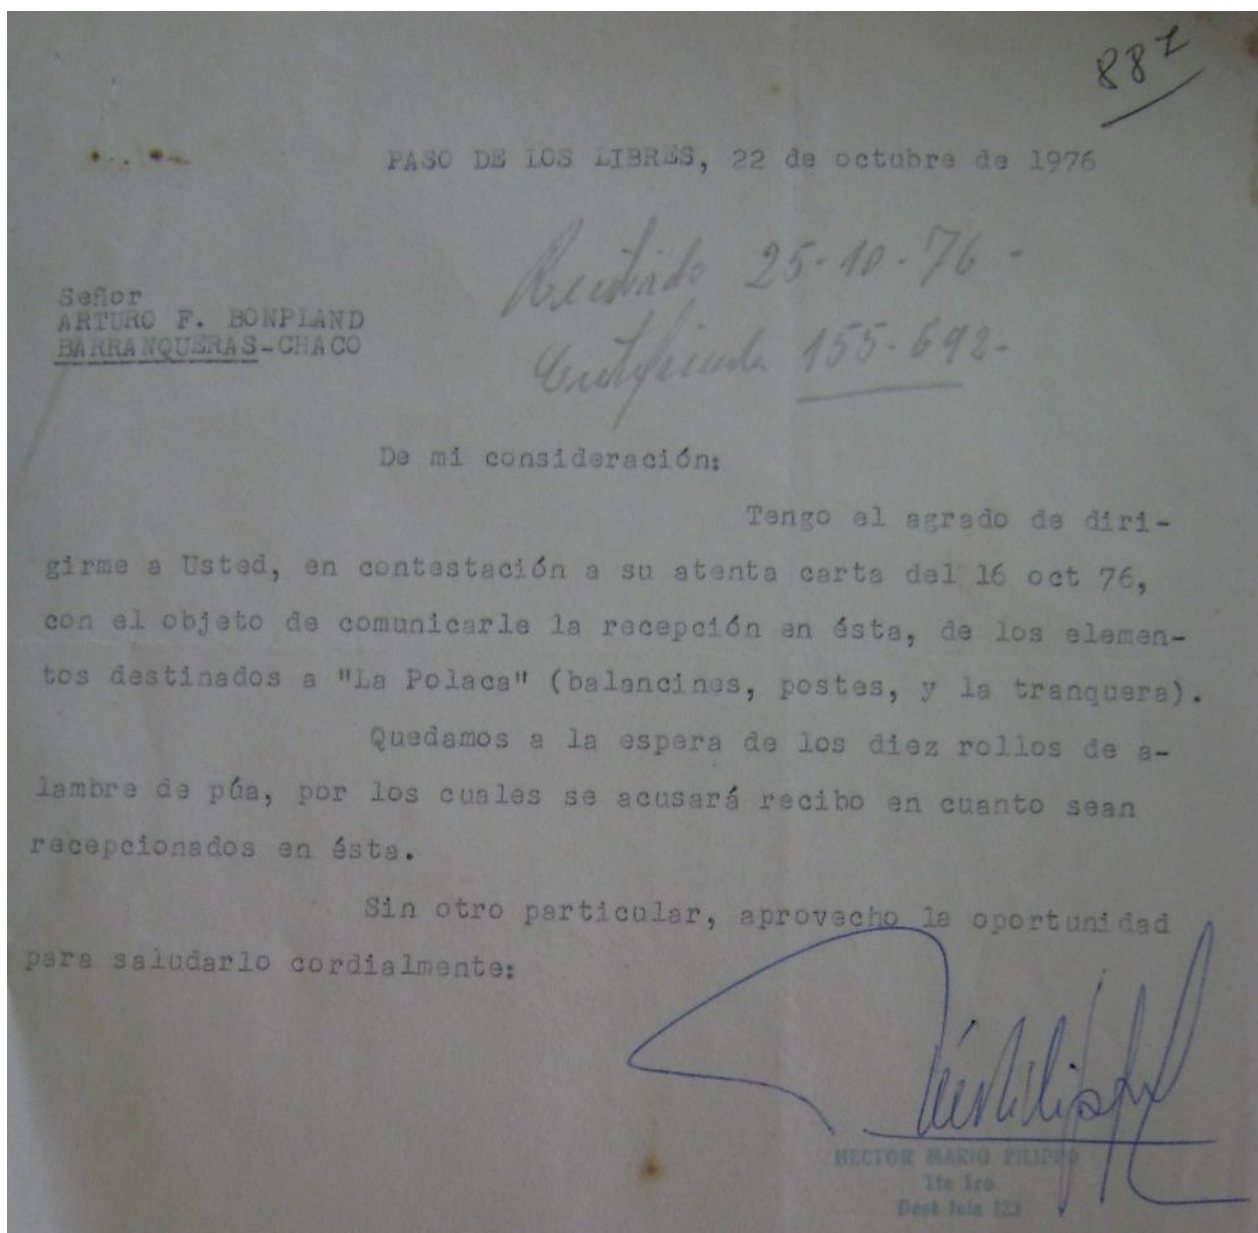 887
PASO DE LOS LIBRES, 22 de octubre de 1976
Recibido 25-10-76-
Certificada 155-692-
Señor
ARTURO F. BONPLAND
BARRANQUERAS-CHACO
De mi consideración:
Tengo el agrado de diri-
girme a Usted, en contestación a su atenta carta del 16 oct 76,
con el objeto de comunicarle la recepción en ésta, de los elemen-
tos destinados a "La Polaca" (balancines, postes, y la tranquera).
Quedamos a la espera de los diez rollos de a-
lambre de púa, por los cuales se acusará recibo en cuanto sean
recepcionados en ésta.
Sin otro particular, aprovecho la oportunidad
para saludarlo cordialmente:
HECTOR MARIO FILIPPO
Tte 1ro
123